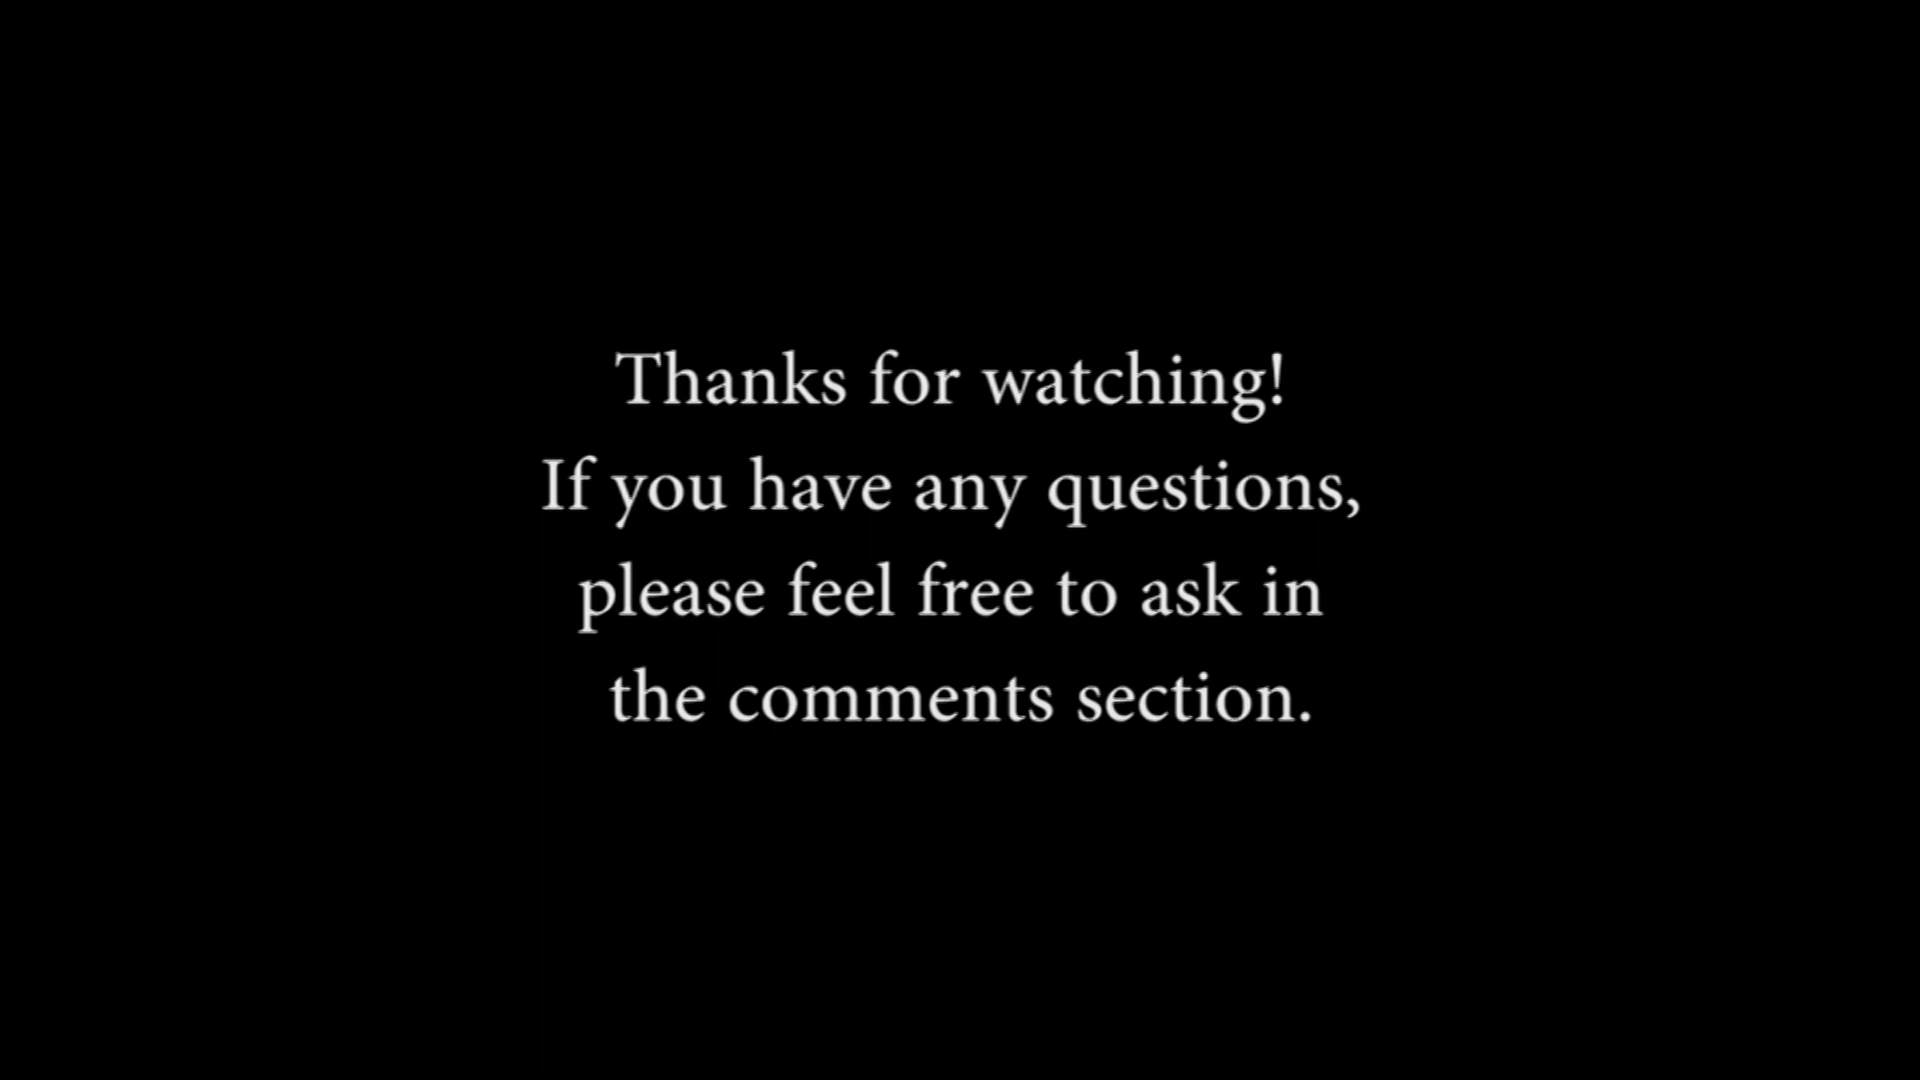 Thanks for watching!
If you have any questions,
please feel free to ask in
the comments section.